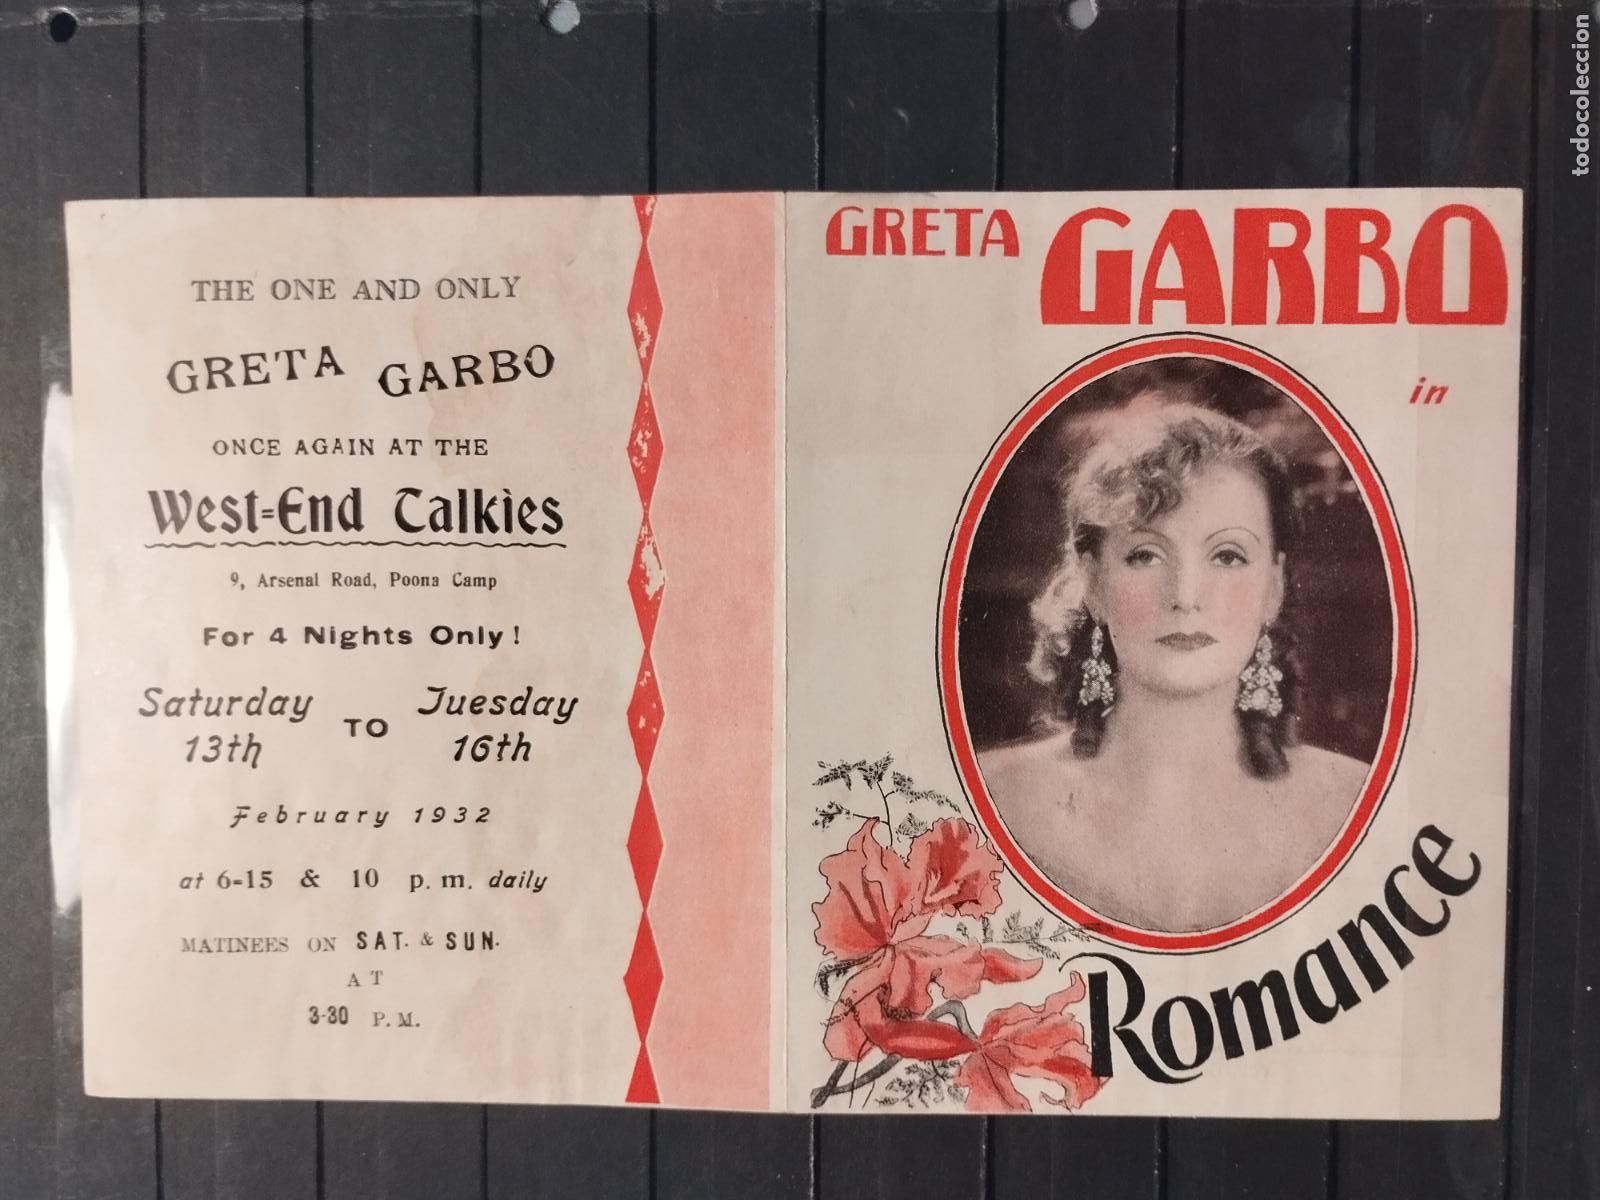 THE ONE AND ONLY
GRETA GARBO
ONCE AGAIN AT THE
West=End Talkies
9, Arsenal Road, Poona Camp
For 4 Nights Only!
Saturday TO Tuesday
13th 16th
February 1932
at 6-15 & 10 p. m. daily
MATINEES ON SAT. & SUN.
AT
3-30 P. M.
GRETA GARBO
in
Romance
todocoleccion